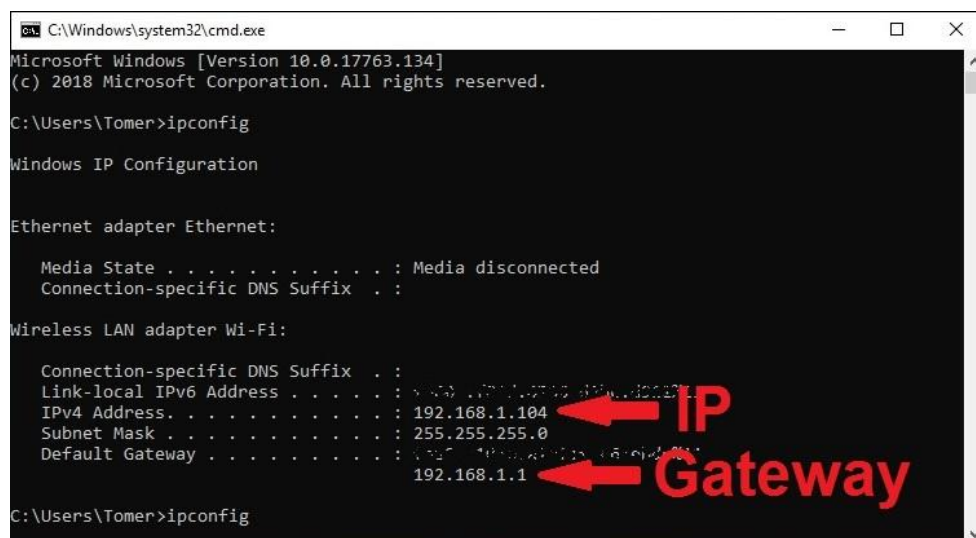 C:\Windows\system32\cmd.exe
Microsoft Windows [Version 10.0.17763.134]
(c) 2018 Microsoft Corporation. All rights reserved.
C:\Users\Tomer>ipconfig
Windows IP Configuration
Ethernet adapter Ethernet:
Media State . . . . . . . . . . . : Media disconnected
Connection-specific DNS Suffix  . :
Wireless LAN adapter Wi-Fi:
Connection-specific DNS Suffix  . :
Link-local IPv6 Address . . . . . :
IPv4 Address. . . . . . . . . . . : 192.168.1.104 IP
Subnet Mask . . . . . . . . . . . : 255.255.255.0
Default Gateway . . . . . . . . . :
192.168.1.1 Gateway
C:\Users\Tomer>ipconfig